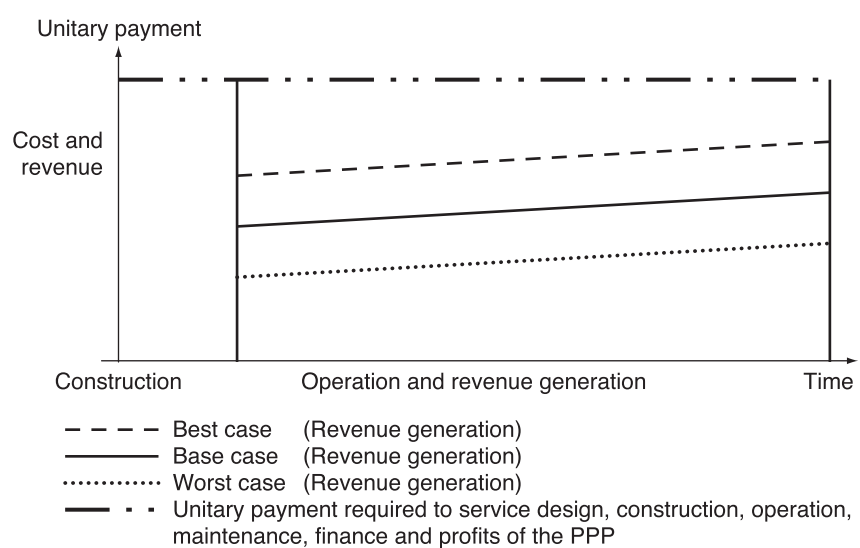 Unitary payment
Cost and
revenue
Construction
Operation and revenue generation
Time
Best case (Revenue generation)
Base case (Revenue generation)
Worst case (Revenue generation)
Unitary payment required to service design, construction, operation,
maintenance, finance and profits of the PPP